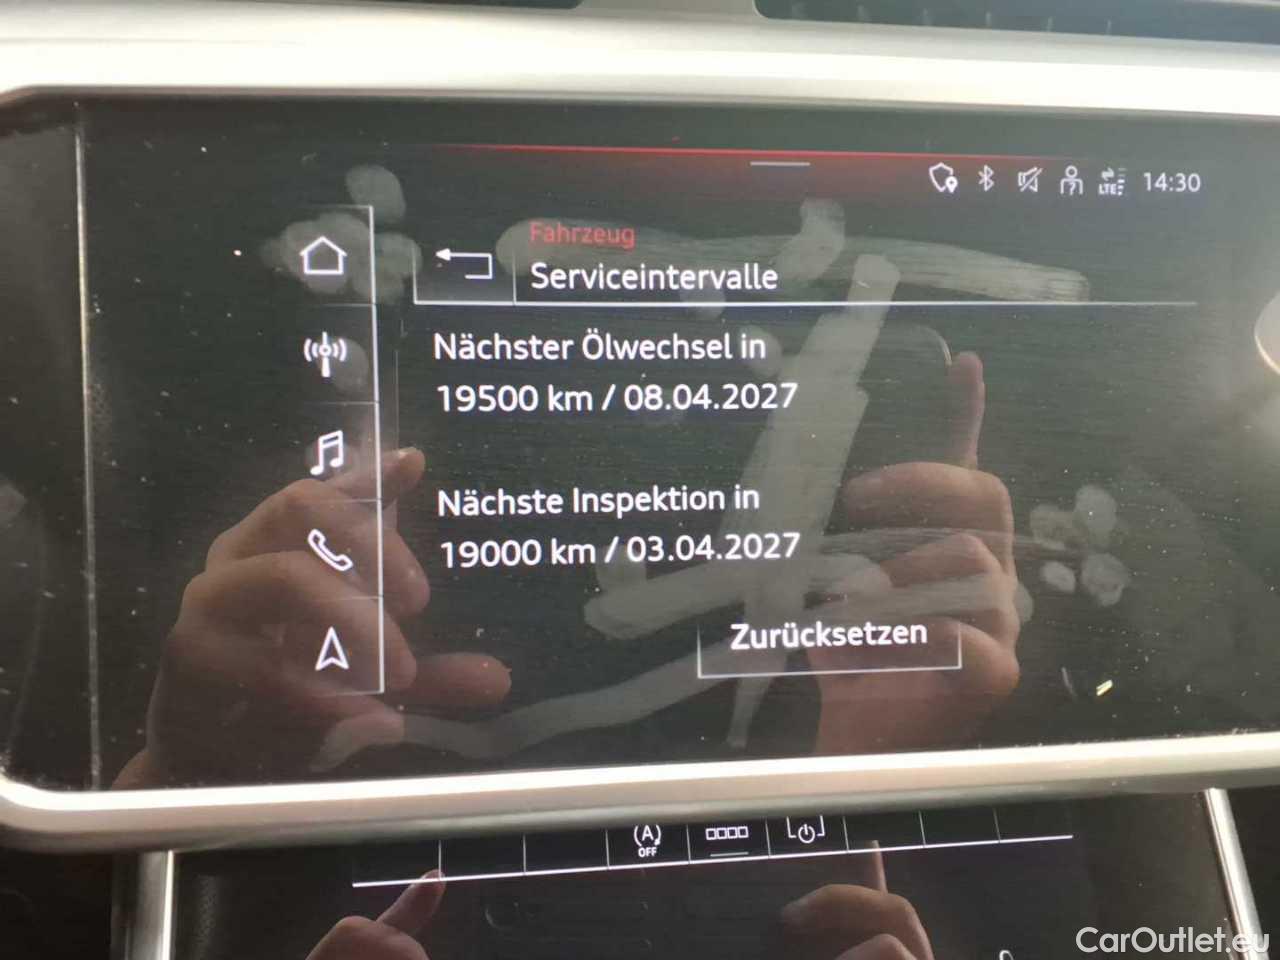 LTE 14:30
Fahrzeug
Serviceintervalle
Nächster Ölwechsel in
19500 km / 08.04.2027
Nächste Inspektion in
19000 km / 03.04.2027
Zurücksetzen
(A)
OFF
CarOutlet.eu